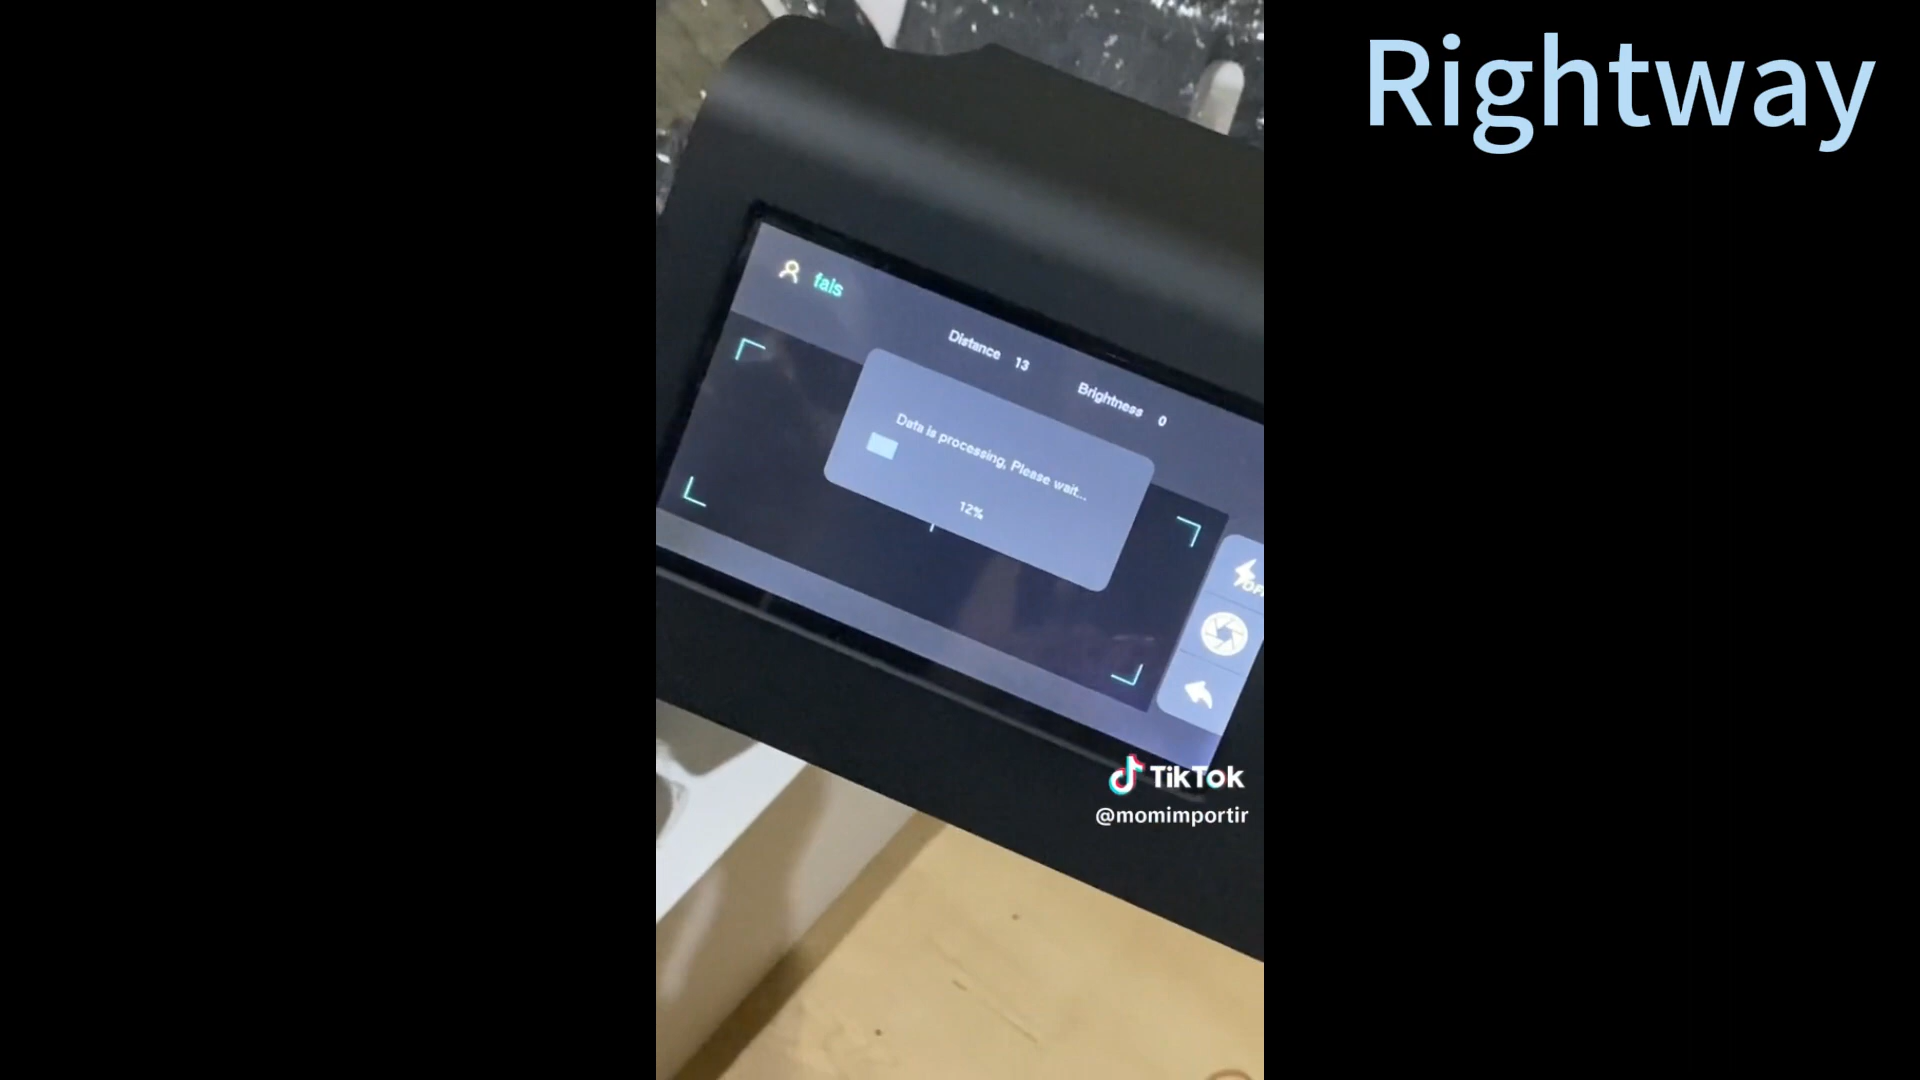 Rightway
fais
Distance 13
Brightness 0
Data is processing, Please wait...
12%
TikTok
@momimportir